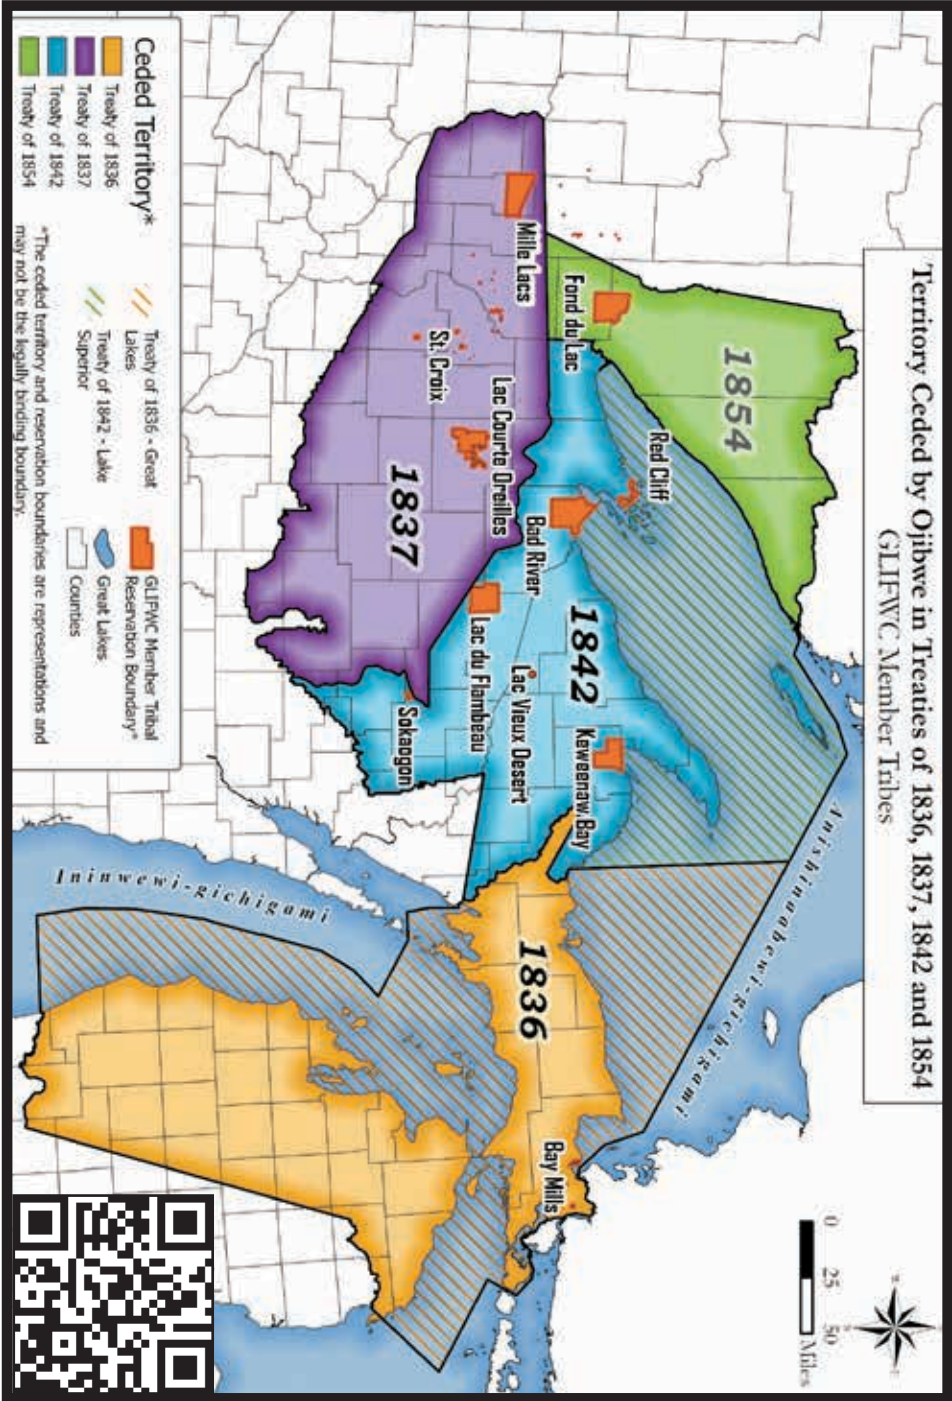 Territory Ceded by Ojibwe in Treaties of 1836, 1837, 1842 and 1854
GLIFWC Member Tribes
1854
Fond du Lac
Mille Lacs
Red Cliff
St. Croix
Lac Courte Oreilles
Bad River
1837
1842
Lac du Flambeau
Lac Vieux Desert
Keweenaw Bay
Sokaogon
Anishinaabewi-gichigami
Ininwewi-gichigami
1836
Bay Mills
0 25 50
Miles
Ceded Territory*
Treaty of 1836
Treaty of 1837
Treaty of 1842
Treaty of 1854
Treaty of 1836 - Great
Lakes
Treaty of 1842 - Lake
Superior
GLIFWC Member Tribal
Reservation Boundary*
Great Lakes
Counties
*The ceded territory and reservation boundaries are representations and
may not be the legally binding boundary.